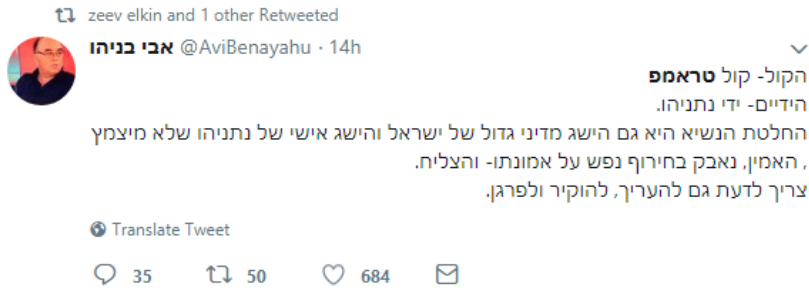 zeev elkin and 1 other Retweeted
אבי בניהו @AviBenayahu · 14h
הקול- קול טראמפ
הידיים- ידי נתניהו.
החלטת הנשיא היא גם הישג מדיני גדול של ישראל והישג אישי של נתניהו שלא מיצמץ
, האמין, נאבק בחירוף נפש על אמונתו- והצליח.
צריך לדעת גם להעריך, להוקיר ולפרגן.
Translate Tweet
35 50 684